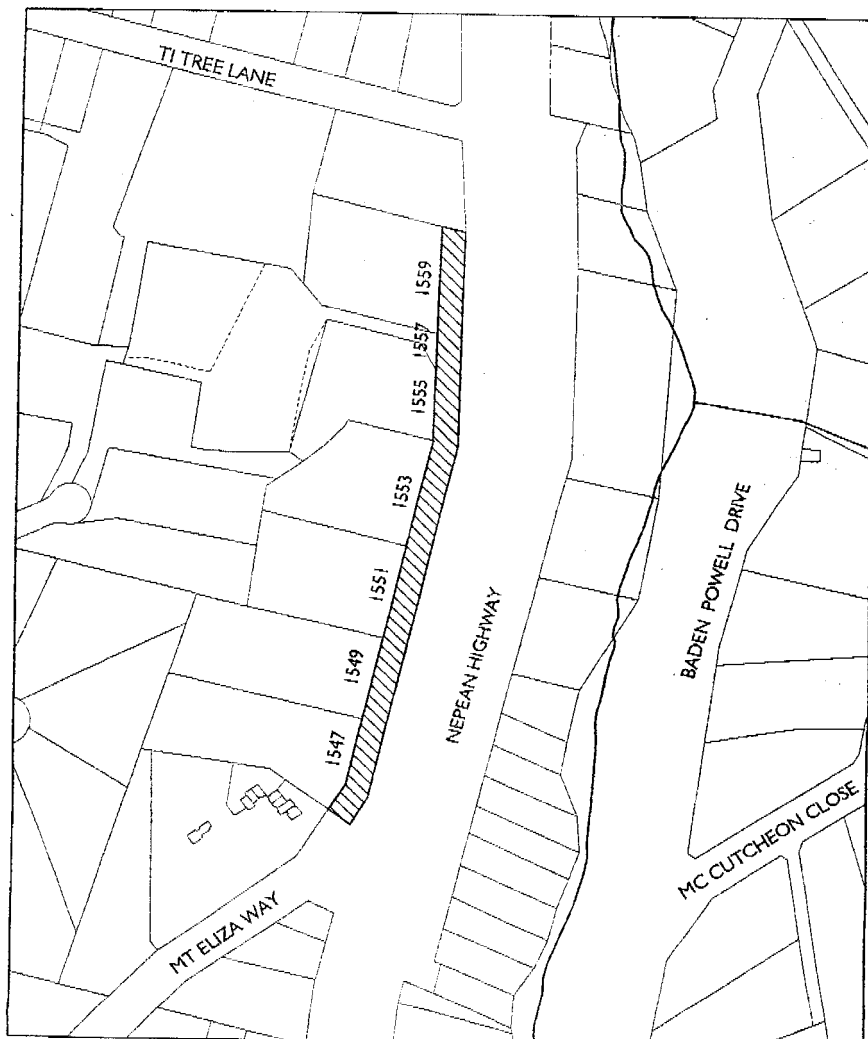 TI TREE LANE
1559
1557
1555
1553
1551
1549
1547
NEPEAN HIGHWAY
BADEN POWELL DRIVE
MT ELIZA WAY
MC CUTCHEON CLOSE